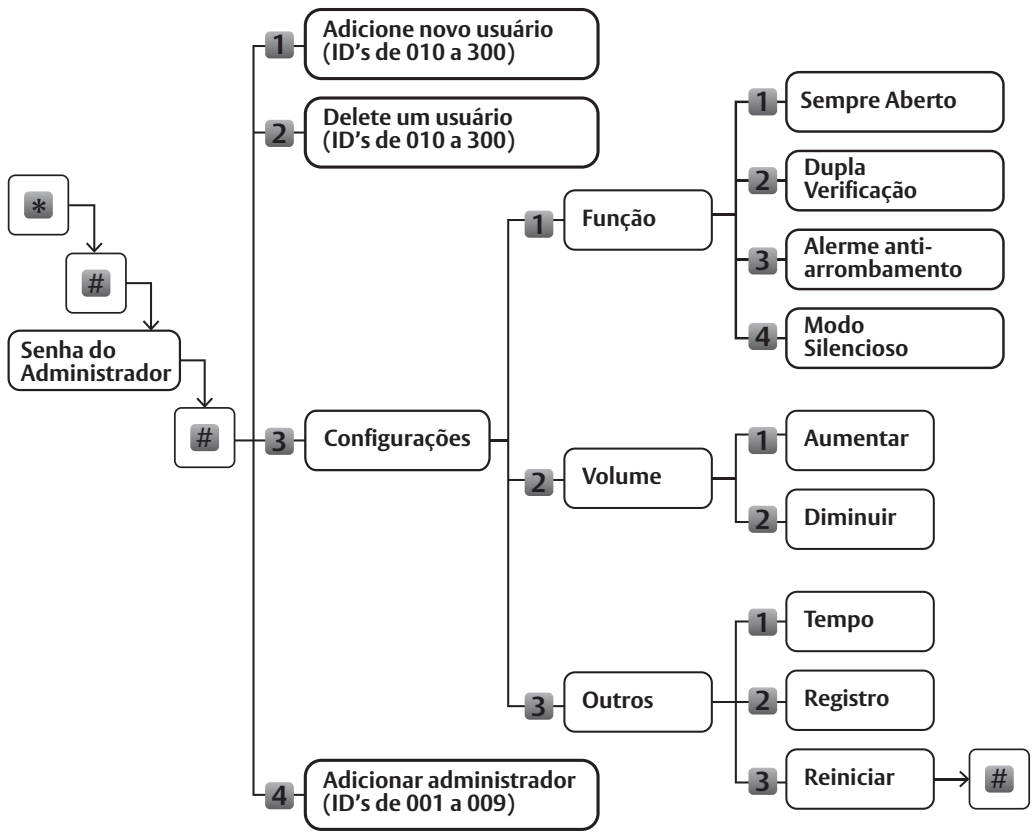 *
#
Senha do
Administrador
#
1
Adicione novo usuário
(ID's de 010 a 300)
2
Delete um usuário
(ID's de 010 a 300)
3
Configurações
1
Função
1
Sempre Aberto
2
Dupla
Verificação
3
Alerme anti-
arrombamento
4
Modo
Silencioso
2
Volume
1
Aumentar
2
Diminuir
3
Outros
1
Tempo
2
Registro
3
Reiniciar
#
4
Adicionar administrador
(ID's de 001 a 009)